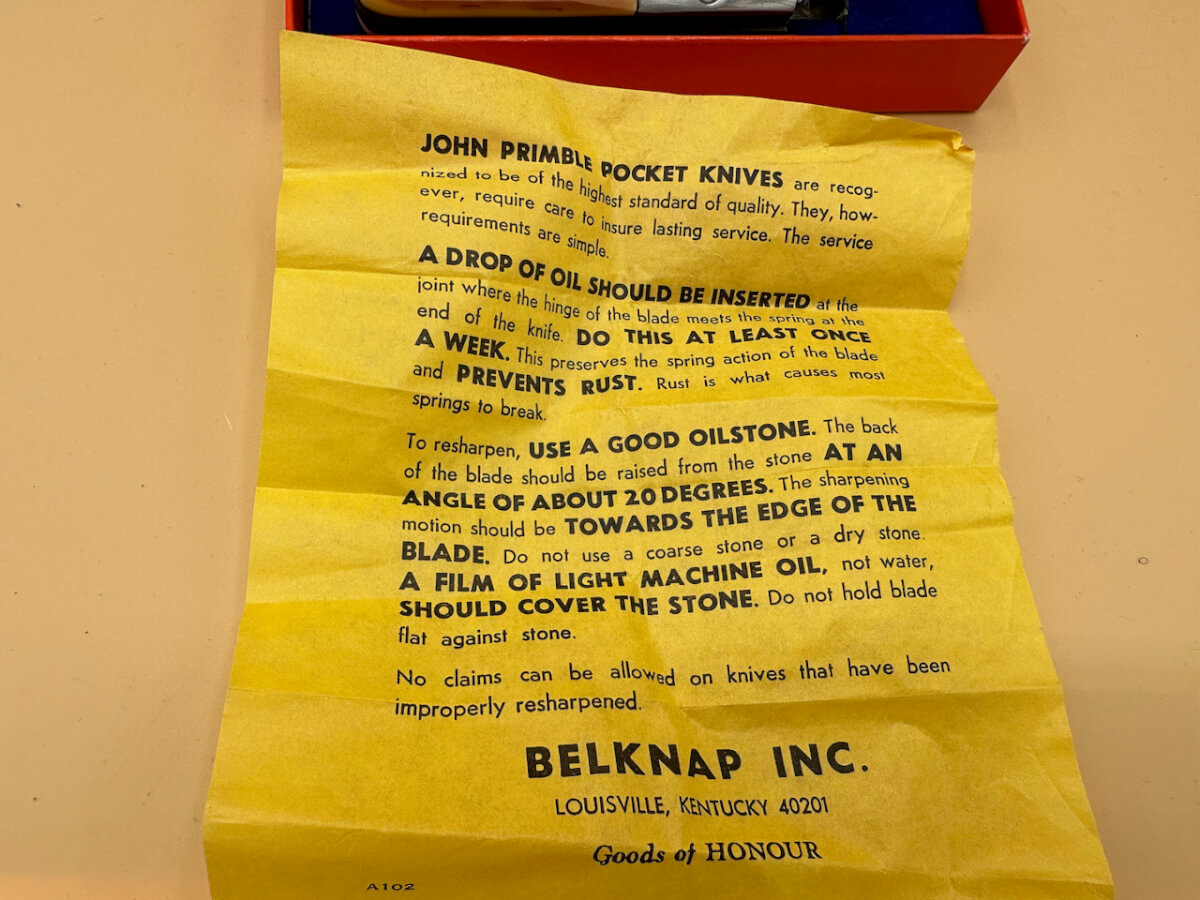 JOHN PRIMBLE POCKET KNIVES are recog-
nized to be of the highest standard of quality. They, how-
ever, require care to insure lasting service. The service
requirements are simple.
A DROP OF OIL SHOULD BE INSERTED at the
joint where the hinge of the blade meets the spring at the
end of the knife. DO THIS AT LEAST ONCE
A WEEK. This preserves the spring action of the blade
and PREVENTS RUST. Rust is what causes most
springs to break.
To resharpen, USE A GOOD OILSTONE. The back
of the blade should be raised from the stone AT AN
ANGLE OF ABOUT 20 DEGREES. The sharpening
motion should be TOWARDS THE EDGE OF THE
BLADE. Do not use a coarse stone or a dry stone.
A FILM OF LIGHT MACHINE OIL, not water,
SHOULD COVER THE STONE. Do not hold blade
flat against stone.
No claims can be allowed on knives that have been
improperly resharpened.
BELKNAP INC.
LOUISVILLE, KENTUCKY 40201
Goods of HONOUR
A102